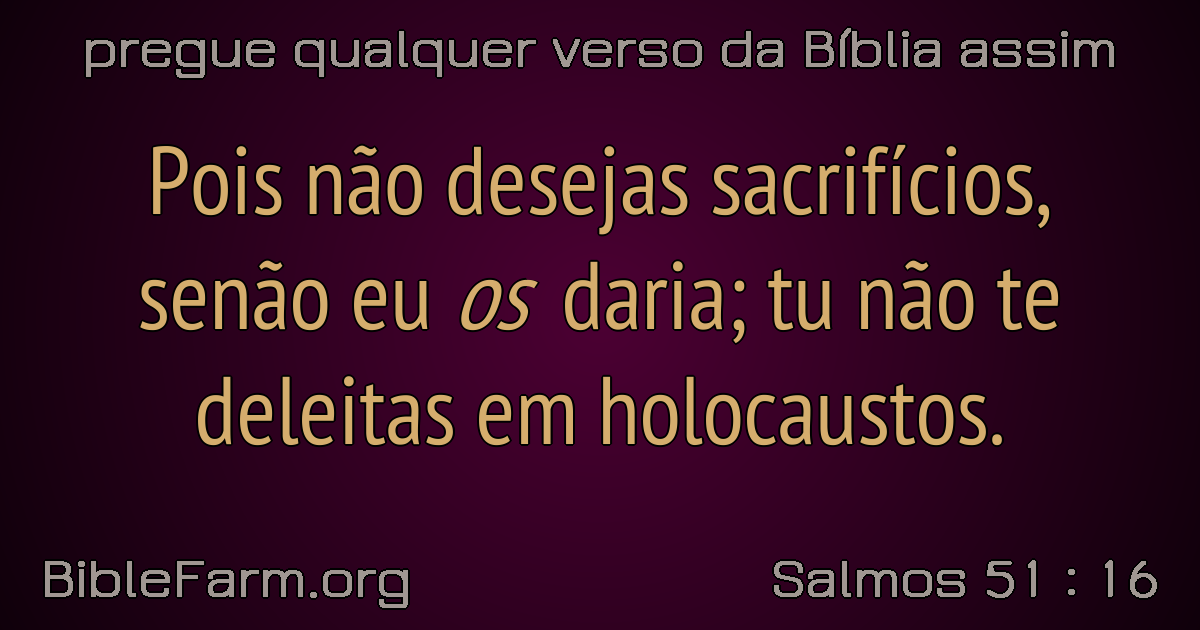 pregue qualquer verso da Bíblia assim
Pois não desejas sacrifícios,
senão eu os daria; tu não te
deleitas em holocaustos.
BibleFarm.org
Salmos 51 : 16